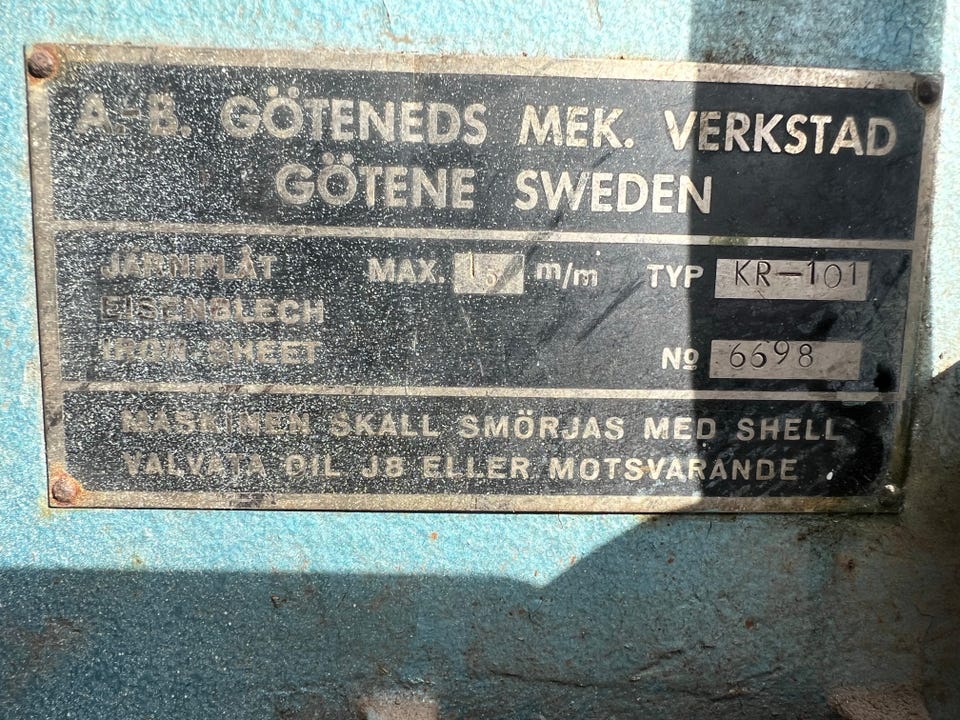 A.-B. GÖTENEDS MEK. VERKSTAD
GÖTENE SWEDEN
JÄRNPLÅT MAX. m/m TYP KR-101
EISENBLECH
IRON SHEET No 6698
MASKINEN SKALL SMÖRJAS MED SHELL
VALVATA OIL J8 ELLER MOTSVARANDE